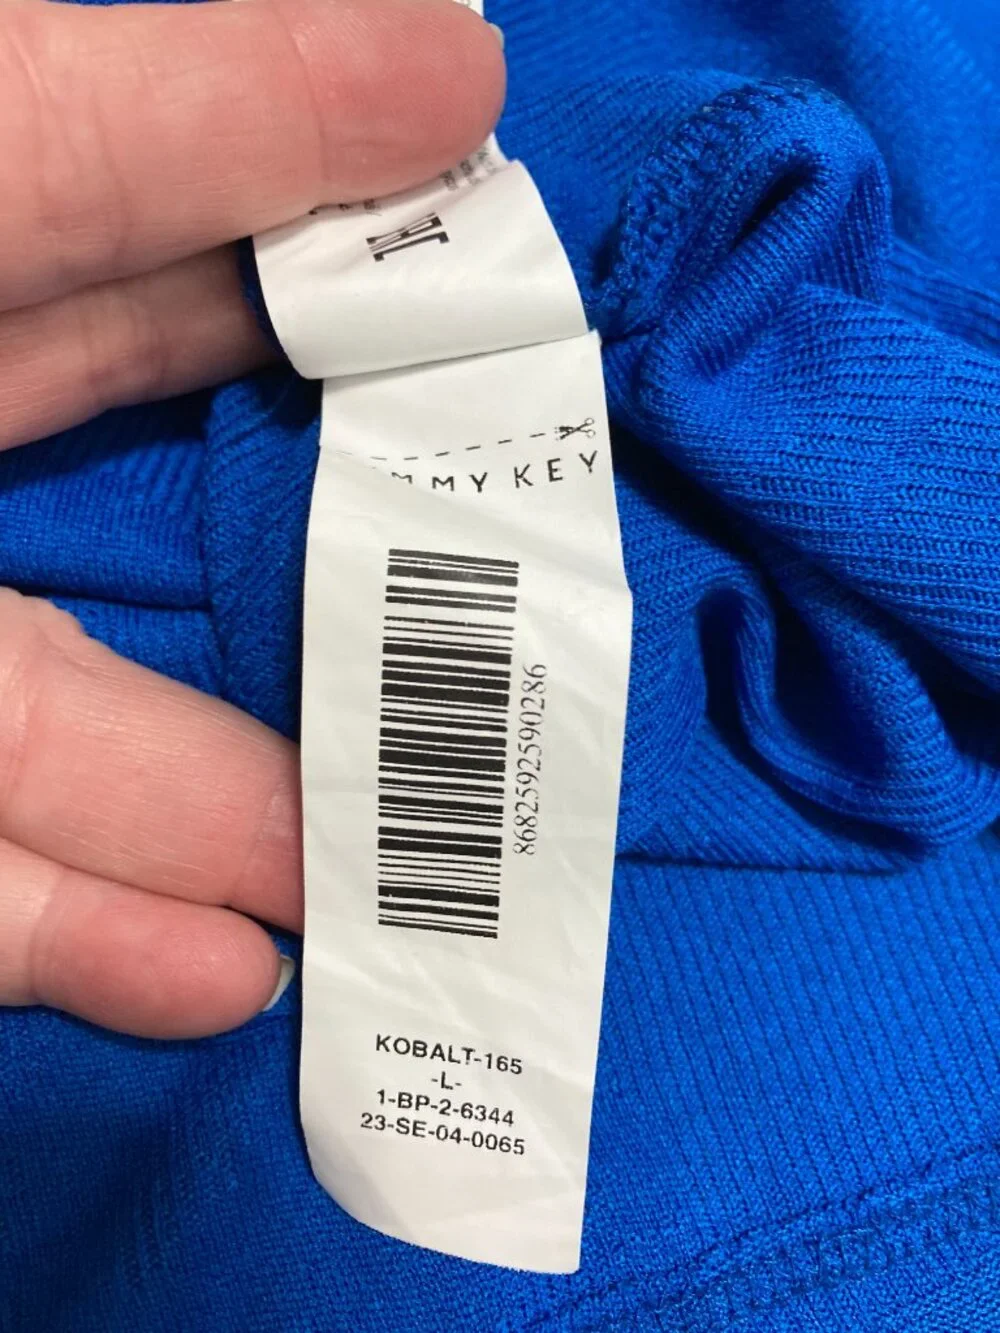 MMY KEY
8682592590286
KOBALT-165
-L-
1-BP-2-6344
23-SE-04-0065